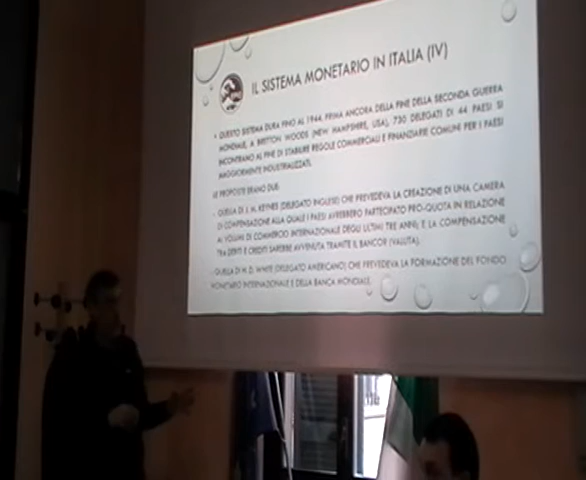 IL SISTEMA MONETARIO IN ITALIA (IV)
QUESTO SISTEMA DURA FINO AL 1944, PRIMA ANCORA DELLA FINE DELLA SECONDA GUERRA
MONDIALE, A BRETTON WOODS (NEW HAMPSHIRE, USA), 730 DELEGATI DI 44 PAESI SI
INCONTRANO AL FINE DI STABILIRE REGOLE COMMERCIALI E FINANZIARIE COMUNI PER I PAESI
MAGGIORMENTE INDUSTRIALIZZATI.
LE PROPOSTE ERANO DUE:
- QUELLA DI J. M. KEYNES (DELEGATO INGLESE) CHE PREVEDEVA LA CREAZIONE DI UNA CAMERA
DI COMPENSAZIONE ALLA QUALE I PAESI AVREBBERO PARTECIPATO PRO-QUOTA IN RELAZIONE
AI VOLUMI DI COMMERCIO INTERNAZIONALE DEGLI ULTIMI TRE ANNI; E LA COMPENSAZIONE
TRA DEBITI E CREDITI SAREBBE AVVENUTA TRAMITE IL BANCOR (VALUTA).
- QUELLA DI H. D. WHITE (DELEGATO AMERICANO) CHE PREVEDEVA LA FORMAZIONE DEL FONDO
MONETARIO INTERNAZIONALE E DELLA BANCA MONDIALE.